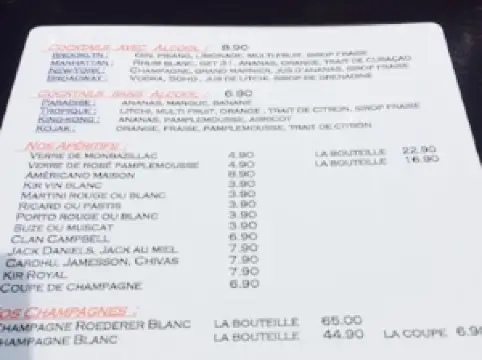 COCKTAILS AVEC ALCOOL : 8.90
BROOKLYN : GIN, PISANG, LIMONADE, MULTI FRUIT, SIROP FRAISE
MANHATTAN : RHUM BLANC, GET 31, ANANAS, ORANGE, TRAIT DE CURAÇAO
NEW-YORK : CHAMPAGNE, GRAND MARNIER, JUS D'ANANAS, SIROP FRAISE
BROADWAY : VODKA, SOHO, JUS DE LITCHI, SIROP DE GRENADINE
COCKTAILS SANS ALCOOL : 6.90
PARADISE : ANANAS, MANGUE, BANANE
TROPIQUE : LITCHI, MULTI FRUIT, ORANGE, TRAIT DE CITRON, SIROP FRAISE
KING-KONG : ANANAS, PAMPLEMOUSSE, ABRICOT
KOJAK : ORANGE, FRAISE, PAMPLEMOUSSE, TRAIT DE CITRON
NOS APÉRITIFS :
VERRE DE MONBAZILLAC 4.90 LA BOUTEILLE 22.90
VERRE DE ROSÉ PAMPLEMOUSSE 4.90 LA BOUTEILLE 16.90
AMÉRICANO MAISON 8.90
KIR VIN BLANC 3.90
MARTINI ROUGE OU BLANC 3.90
RICARD OU PASTIS 3.90
PORTO ROUGE OU BLANC 3.90
SUZE OU MUSCAT 3.90
CLAN CAMPBELL 6.90
JACK DANIELS, JACK AU MIEL 7.90
CARDHU, JAMESSON, CHIVAS 7.90
KIR ROYAL 7.90
COUPE DE CHAMPAGNE 6.90
NOS CHAMPAGNES :
CHAMPAGNE ROEDERER BLANC LA BOUTEILLE 65.00
CHAMPAGNE BLANC LA BOUTEILLE 44.90 LA COUPE 6.90